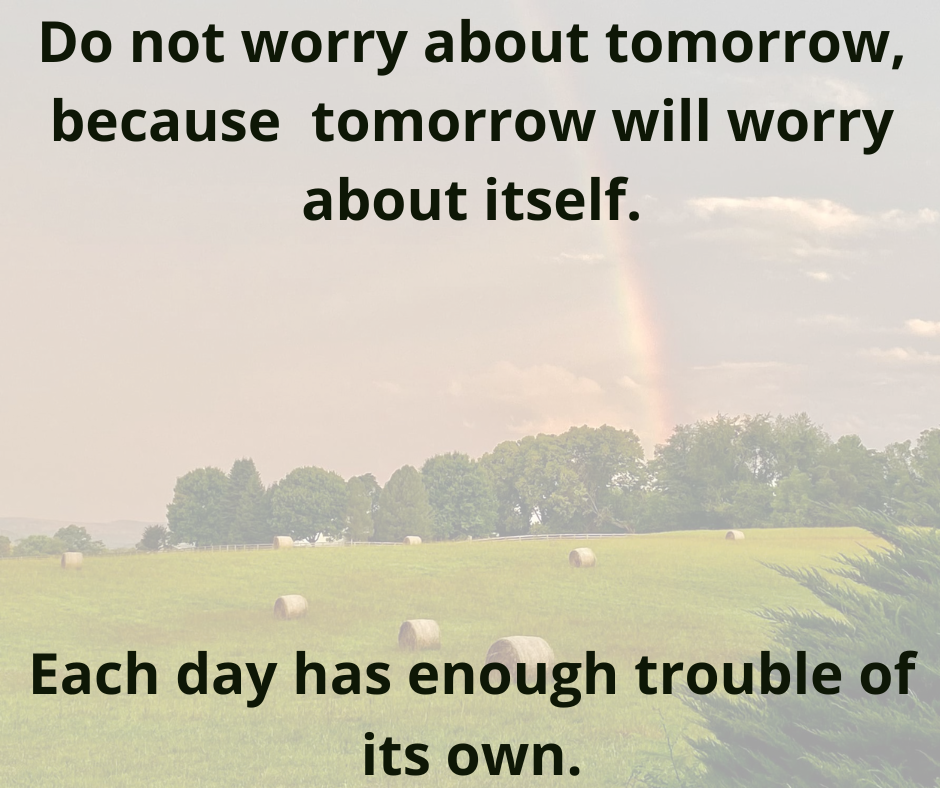 Do not worry about tomorrow,
because  tomorrow will worry
about itself.
Each day has enough trouble of
its own.